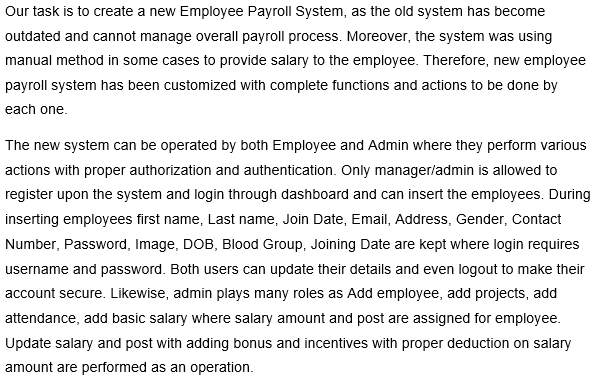 Our task is to create a new Employee Payroll System, as the old system has become
outdated and cannot manage overall payroll process. Moreover, the system was using
manual method in some cases to provide salary to the employee. Therefore, new employee
payroll system has been customized with complete functions and actions to be done by
each one.
The new system can be operated by both Employee and Admin where they perform various
actions with proper authorization and authentication. Only manager/admin is allowed to
register upon the system and login through dashboard and can insert the employees. During
inserting employees first name, Last name, Join Date, Email, Address, Gender, Contact
Number, Password, Image, DOB, Blood Group, Joining Date are kept where login requires
username and password. Both users can update their details and even logout to make their
account secure. Likewise, admin plays many roles as Add employee, add projects, add
attendance, add basic salary where salary amount and post are assigned for employee.
Update salary and post with adding bonus and incentives with proper deduction on salary
amount are performed as an operation.